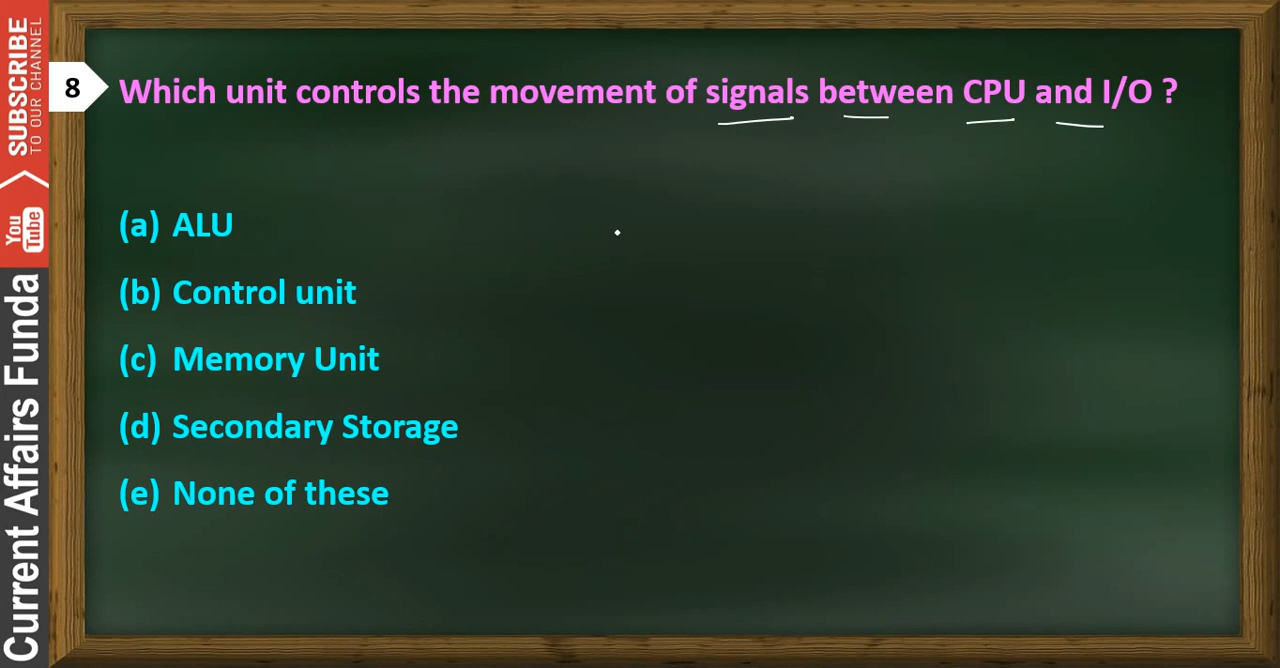 SUBSCRIBE
TO OUR CHANNEL
You
Tube
Current Affairs Funda
8
Which unit controls the movement of signals between CPU and I/O ?
(a) ALU
(b) Control unit
(c) Memory Unit
(d) Secondary Storage
(e) None of these